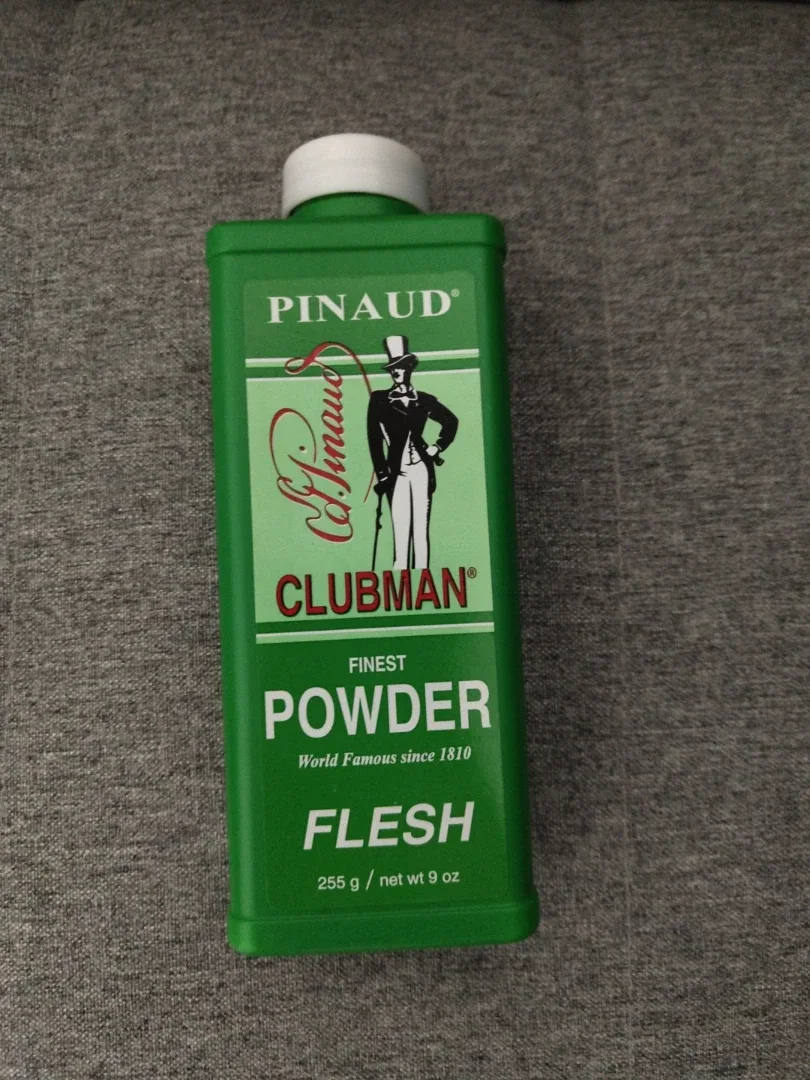 PINAUD®
Ed. Pinaud
CLUBMAN®
FINEST
POWDER
World Famous since 1810
FLESH
255 g / net wt 9 oz